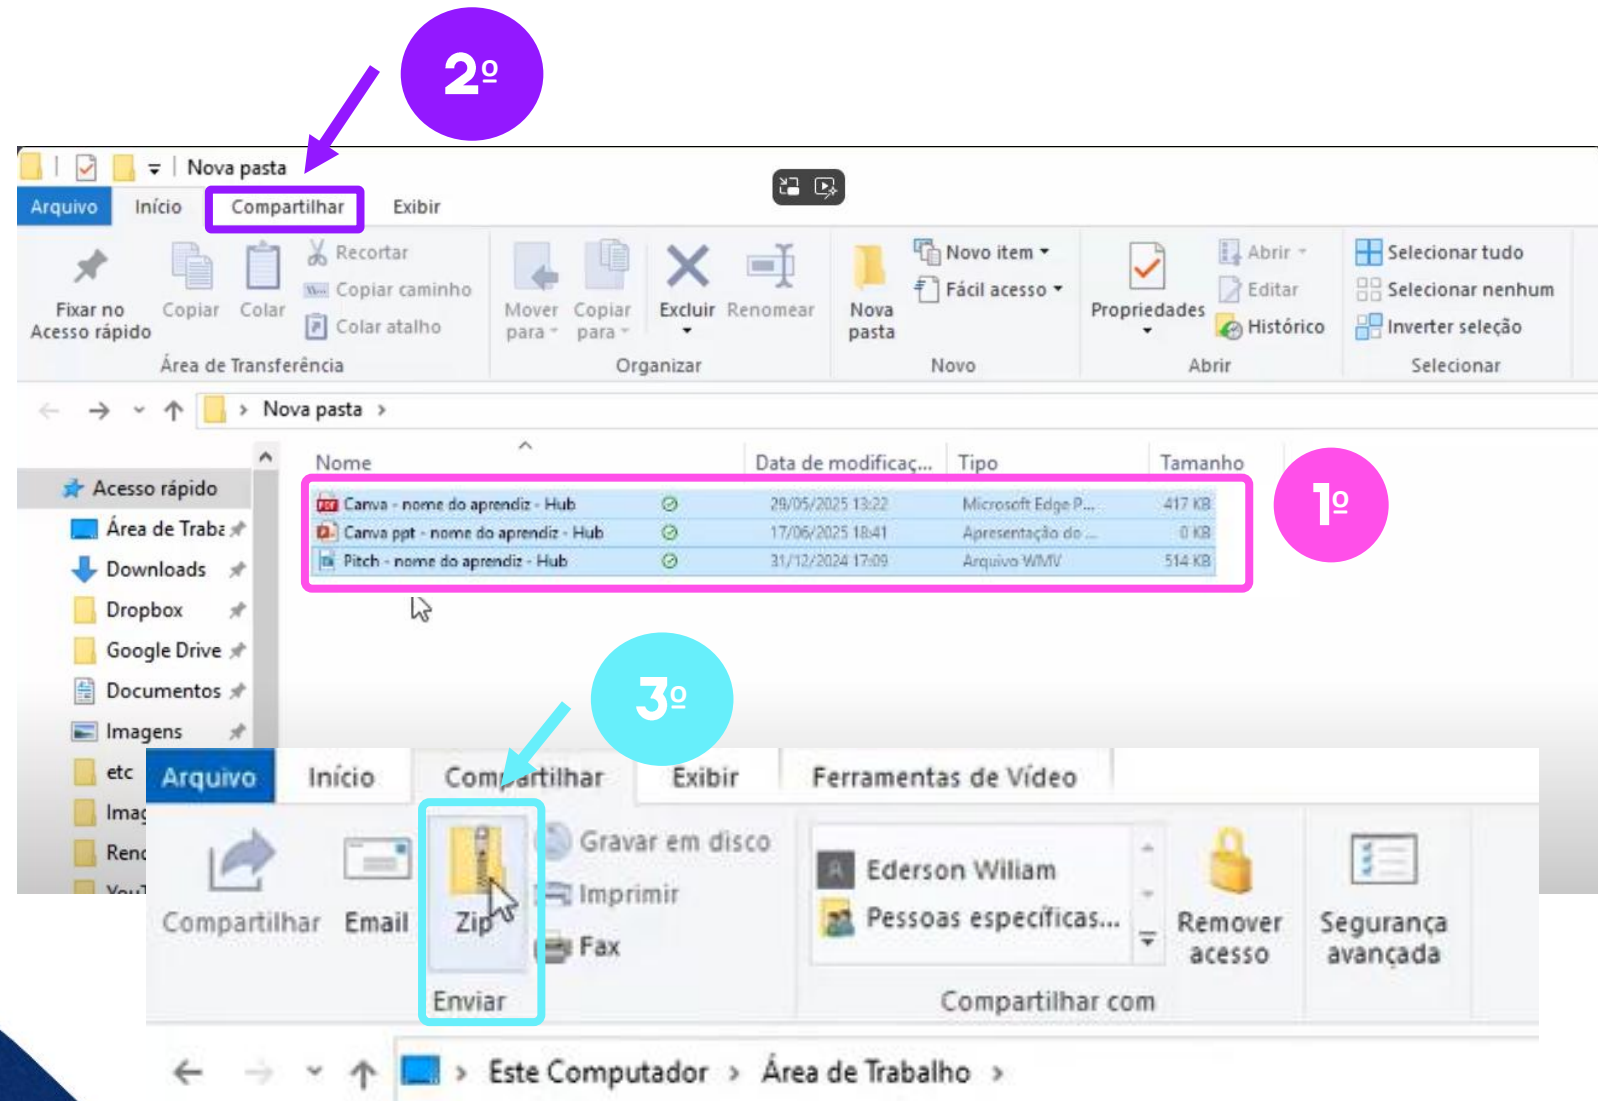 2º
Nova pasta
Arquivo Início Compartilhar Exibir
Fixar no
Acesso rápido
Copiar
Colar
Recortar
Copiar caminho
Colar atalho
Área de Transferência
Mover
para
Copiar
para
Excluir
Renomear
Organizar
Nova
pasta
Novo item
Fácil acesso
Novo
Propriedades
Abrir
Editar
Histórico
Abrir
Selecionar tudo
Selecionar nenhum
Inverter seleção
Selecionar
> Nova pasta >
Nome Data de modificaç... Tipo Tamanho
Canva - nome do aprendiz - Hub 29/05/2025 13:22 Microsoft Edge P... 417 KB
Canva ppt - nome do aprendiz - Hub 17/06/2025 18:41 Apresentação do ... 0 KB
Pitch - nome do aprendiz - Hub 31/12/2024 17:09 Arquivo WMV 514 KB
1º
Acesso rápido
Área de Traba
Downloads
Dropbox
Google Drive
Documentos
Imagens
etc
3º
Arquivo Início Compartilhar Exibir Ferramentas de Vídeo
Compartilhar
Email
Zip
Gravar em disco
Imprimir
Fax
Enviar
Ederson Wiliam
Pessoas específicas...
Compartilhar com
Remover
acesso
Segurança
avançada
> Este Computador > Área de Trabalho >